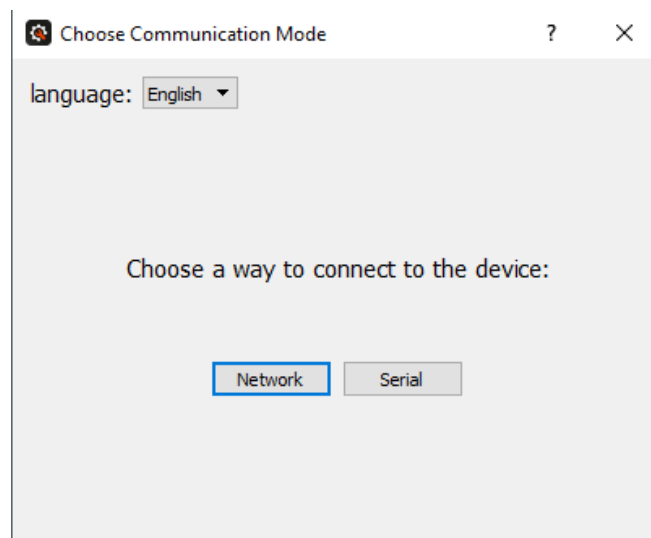 Choose Communication Mode ?
language: English
Choose a way to connect to the device:
Network Serial